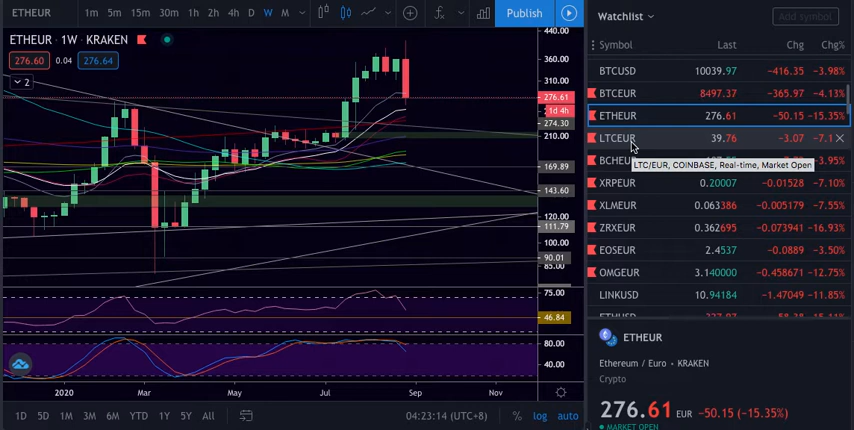 ETHEUR 1m 5m 15m 30m 1h 2h 4h D W M Publish
ETHEUR · 1W · KRAKEN
276.60 0.04 276.64
2
440.00
360.00
310.00
276.61
1d 4h
274.30
210.00
169.89
143.60
120.00
111.79
100.00
90.01
85.00
75.00
46.84
80.00
40.00
2020 Mar May Jul Sep Nov
1D 5D 1M 3M 6M YTD 1Y 5Y All 04:23:14 (UTC+8) % log auto
Watchlist Add symbol
Symbol Last Chg Chg%
BTCUSD 10039.97 −416.35 −3.98%
BTCEUR 8497.37 −365.97 −4.13%
ETHEUR 276.61 −50.15 −15.35%
LTCEUR 39.76 −3.07 −7.1
BCHEUR −3.95%
LTC/EUR, COINBASE, Real-time, Market Open
XRPEUR 0.20007 −0.01528 −7.10%
XLMEUR 0.063386 −0.005179 −7.55%
ZRXEUR 0.362695 −0.073941 −16.93%
EOSEUR 2.4537 −0.0889 −3.50%
OMGEUR 3.140000 −0.458671 −12.75%
LINKUSD 10.94184 −1.47049 −11.85%
ETHEUR
Ethereum / Euro • KRAKEN
Crypto
276.61 EUR −50.15 (−15.35%)
MARKET OPEN